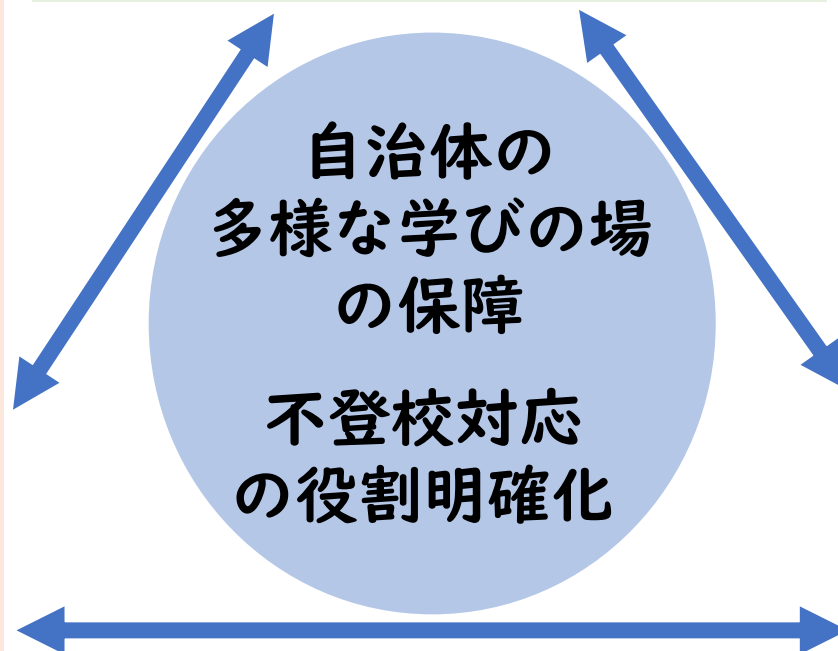 自治体の
多様な学びの場
の保障
不登校対応
の役割明確化